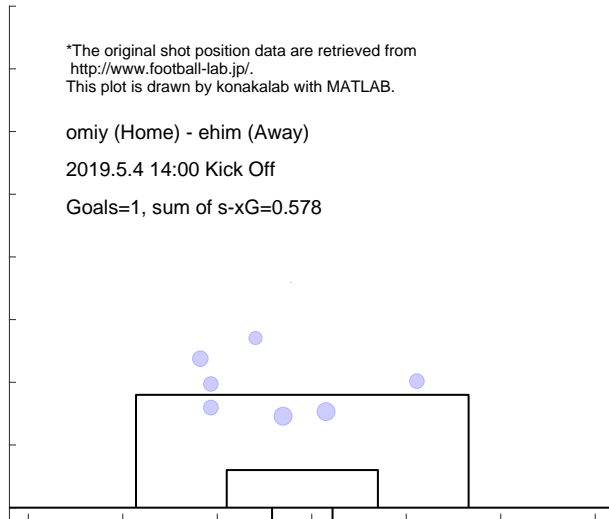 *The original shot position data are retrieved from
http://www.football-lab.jp/.
This plot is drawn by konakalab with MATLAB.
omiy (Home) - ehim (Away)
2019.5.4 14:00 Kick Off
Goals=1, sum of s-xG=0.578